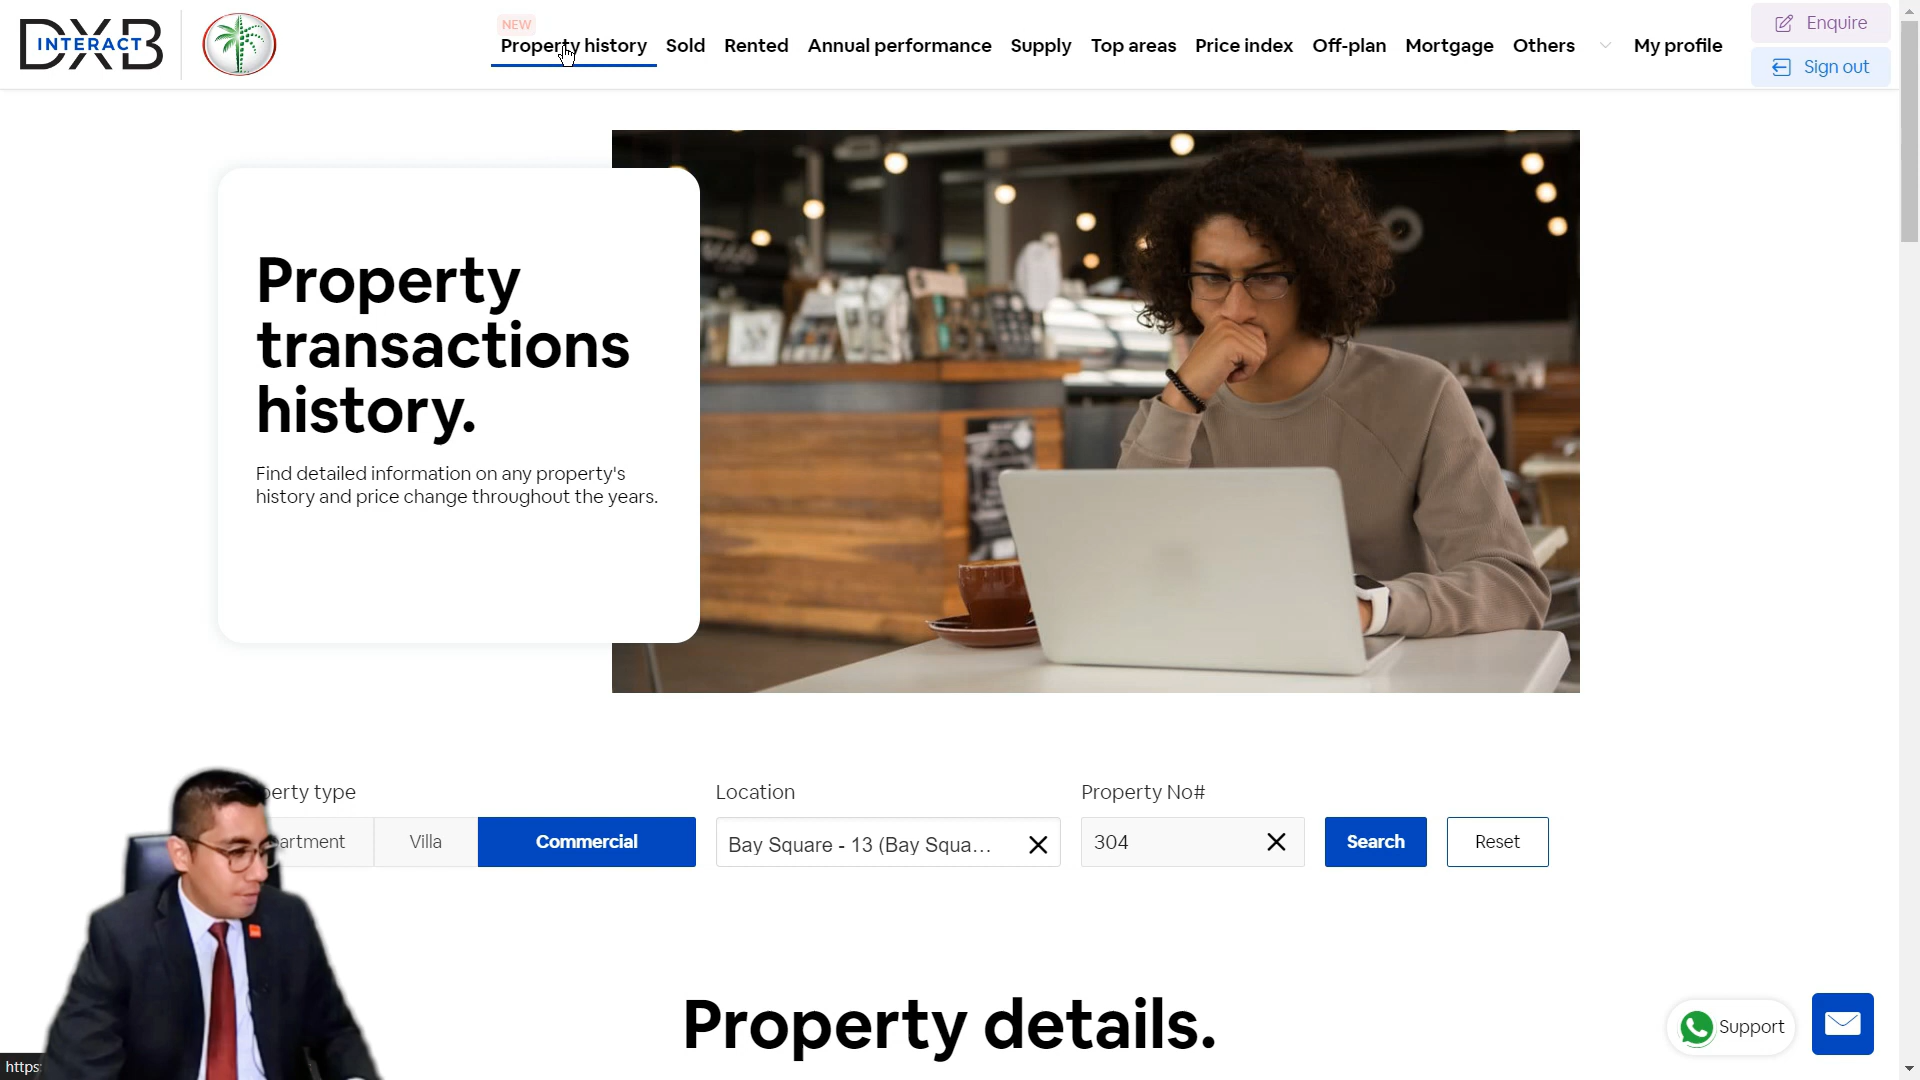 DXB
INTERACT
NEW
Property history
Sold
Rented
Annual performance
Supply
Top areas
Price index
Off-plan
Mortgage
Others
My profile
Enquire
Sign out
Property
transactions
history.
Find detailed information on any property's
history and price change throughout the years.
perty type
Location
Property No#
artment
Villa
Commercial
Bay Square - 13 (Bay Squa...
304
Search
Reset
Property details.
Support
https: